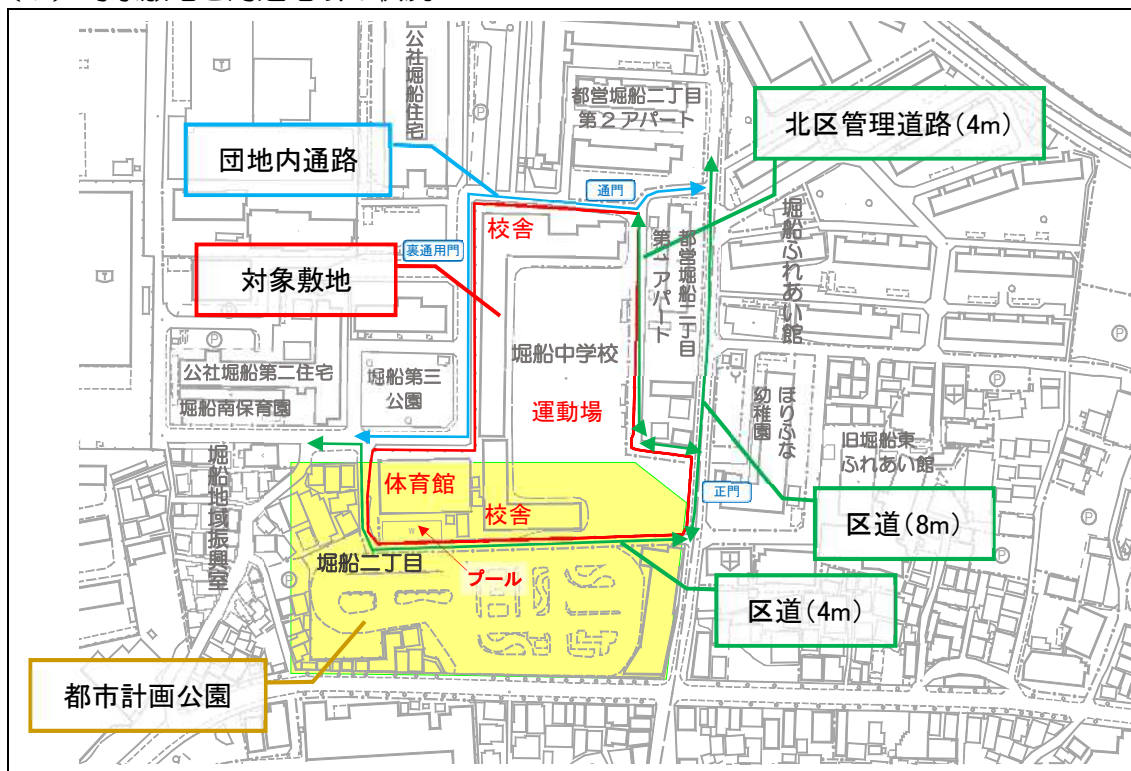 公社堀船住宅
都営堀船二丁目
第2アパート
北区管理道路(4m)
団地内通路
通門
校舎
裏通用門
対象敷地
都営堀船二丁目
第1アパート
堀船ふれあい館
堀船中学校
公社堀船第二住宅
堀船第三
公園
堀船南保育園
運動場
ほりふな
幼稚園
旧堀船東
ふれあい館
堀船地域振興室
体育館
校舎
正門
区道(8m)
堀船二丁目
プール
区道(4m)
都市計画公園